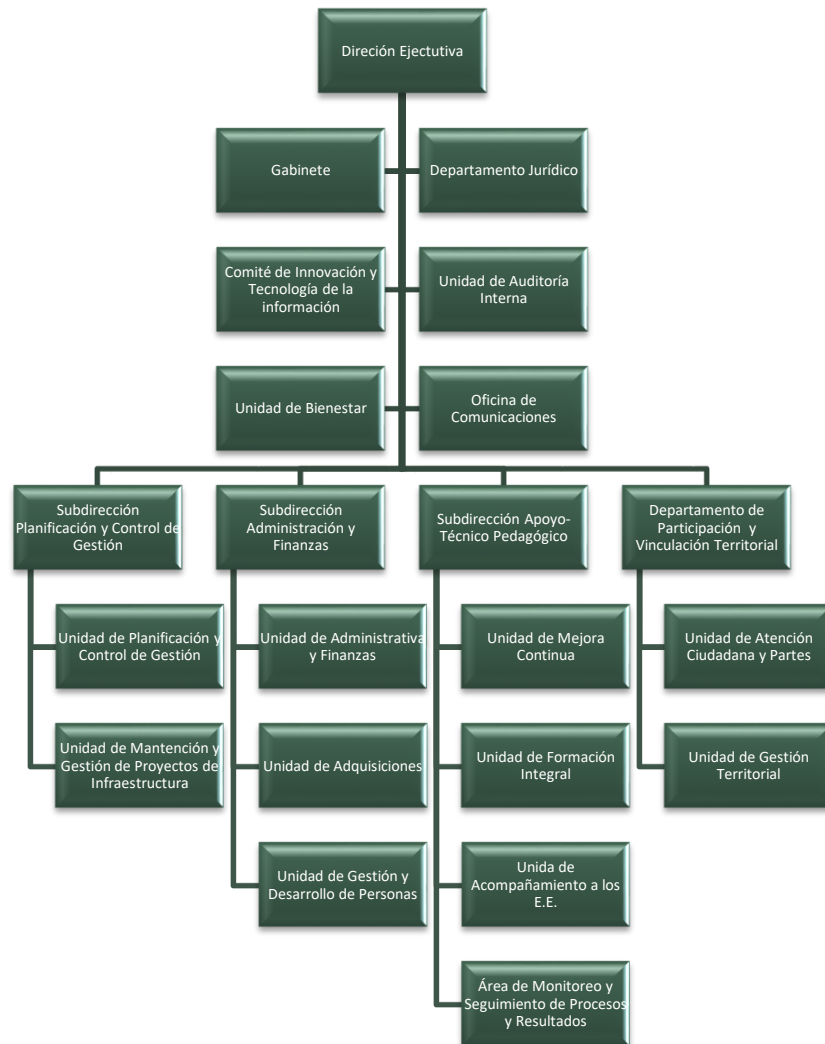 Direción Ejectutiva
Gabinete
Departamento Jurídico
Comité de Innovación y
Tecnología de la
información
Unidad de Auditoría
Interna
Unidad de Bienestar
Oficina de
Comunicaciones
Subdirección
Planificación y Control de
Gestión
Subdirección
Administración y
Finanzas
Subdirección Apoyo-
Técnico Pedagógico
Departamento de
Participación y
Vinculación Territorial
Unidad de Planificación y
Control de Gestión
Unidad de Administrativa
y Finanzas
Unidad de Mejora
Continua
Unidad de Atención
Ciudadana y Partes
Unidad de Mantención y
Gestión de Proyectos de
Infraestructura
Unidad de Adquisiciones
Unidad de Formación
Integral
Unidad de Gestión
Territorial
Unidad de Gestión y
Desarrollo de Personas
Unida de
Acompañamiento a los
E.E.
Área de Monitoreo y
Seguimiento de Procesos
y Resultados